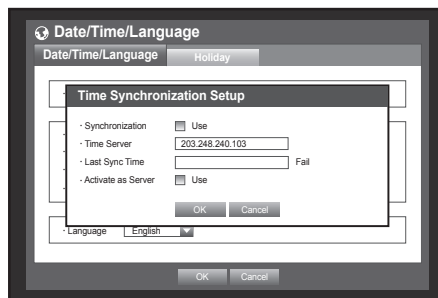 Date/Time/Language
Date/Time/Language Holiday
Time Synchronization Setup
· Synchronization Use
· Time Server 203.248.240.103
· Last Sync Time Fail
· Activate as Server Use
OK Cancel
· Language English
OK Cancel